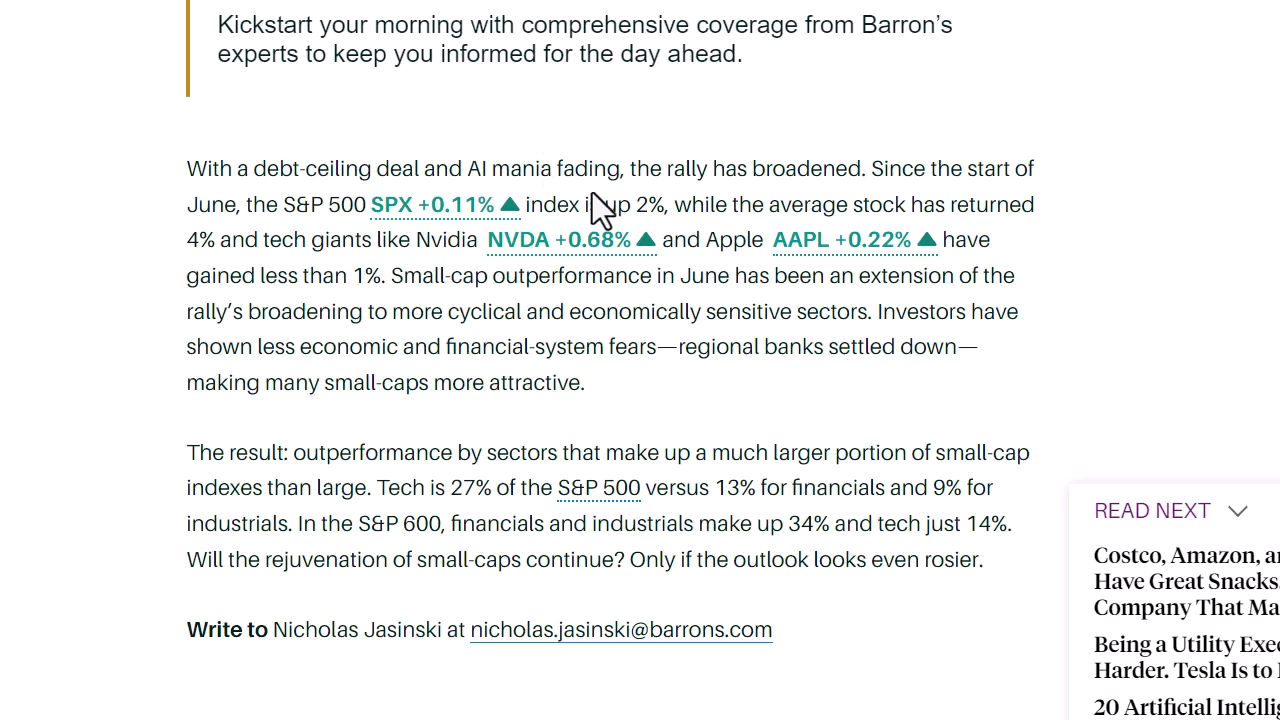 Kickstart your morning with comprehensive coverage from Barron's
experts to keep you informed for the day ahead.
With a debt-ceiling deal and AI mania fading, the rally has broadened. Since the start of
June, the S&P 500 SPX +0.11% ▲ index is up 2%, while the average stock has returned
4% and tech giants like Nvidia NVDA +0.68% ▲ and Apple AAPL +0.22% ▲ have
gained less than 1%. Small-cap outperformance in June has been an extension of the
rally's broadening to more cyclical and economically sensitive sectors. Investors have
shown less economic and financial-system fears—regional banks settled down—
making many small-caps more attractive.
The result: outperformance by sectors that make up a much larger portion of small-cap
indexes than large. Tech is 27% of the S&P 500 versus 13% for financials and 9% for
industrials. In the S&P 600, financials and industrials make up 34% and tech just 14%.
Will the rejuvenation of small-caps continue? Only if the outlook looks even rosier.
Write to Nicholas Jasinski at nicholas.jasinski@barrons.com
READ NEXT
Costco, Amazon,
Have Great Snacks.
Company That
Being a Utility
Harder. Tesla Is to
20 Artificial